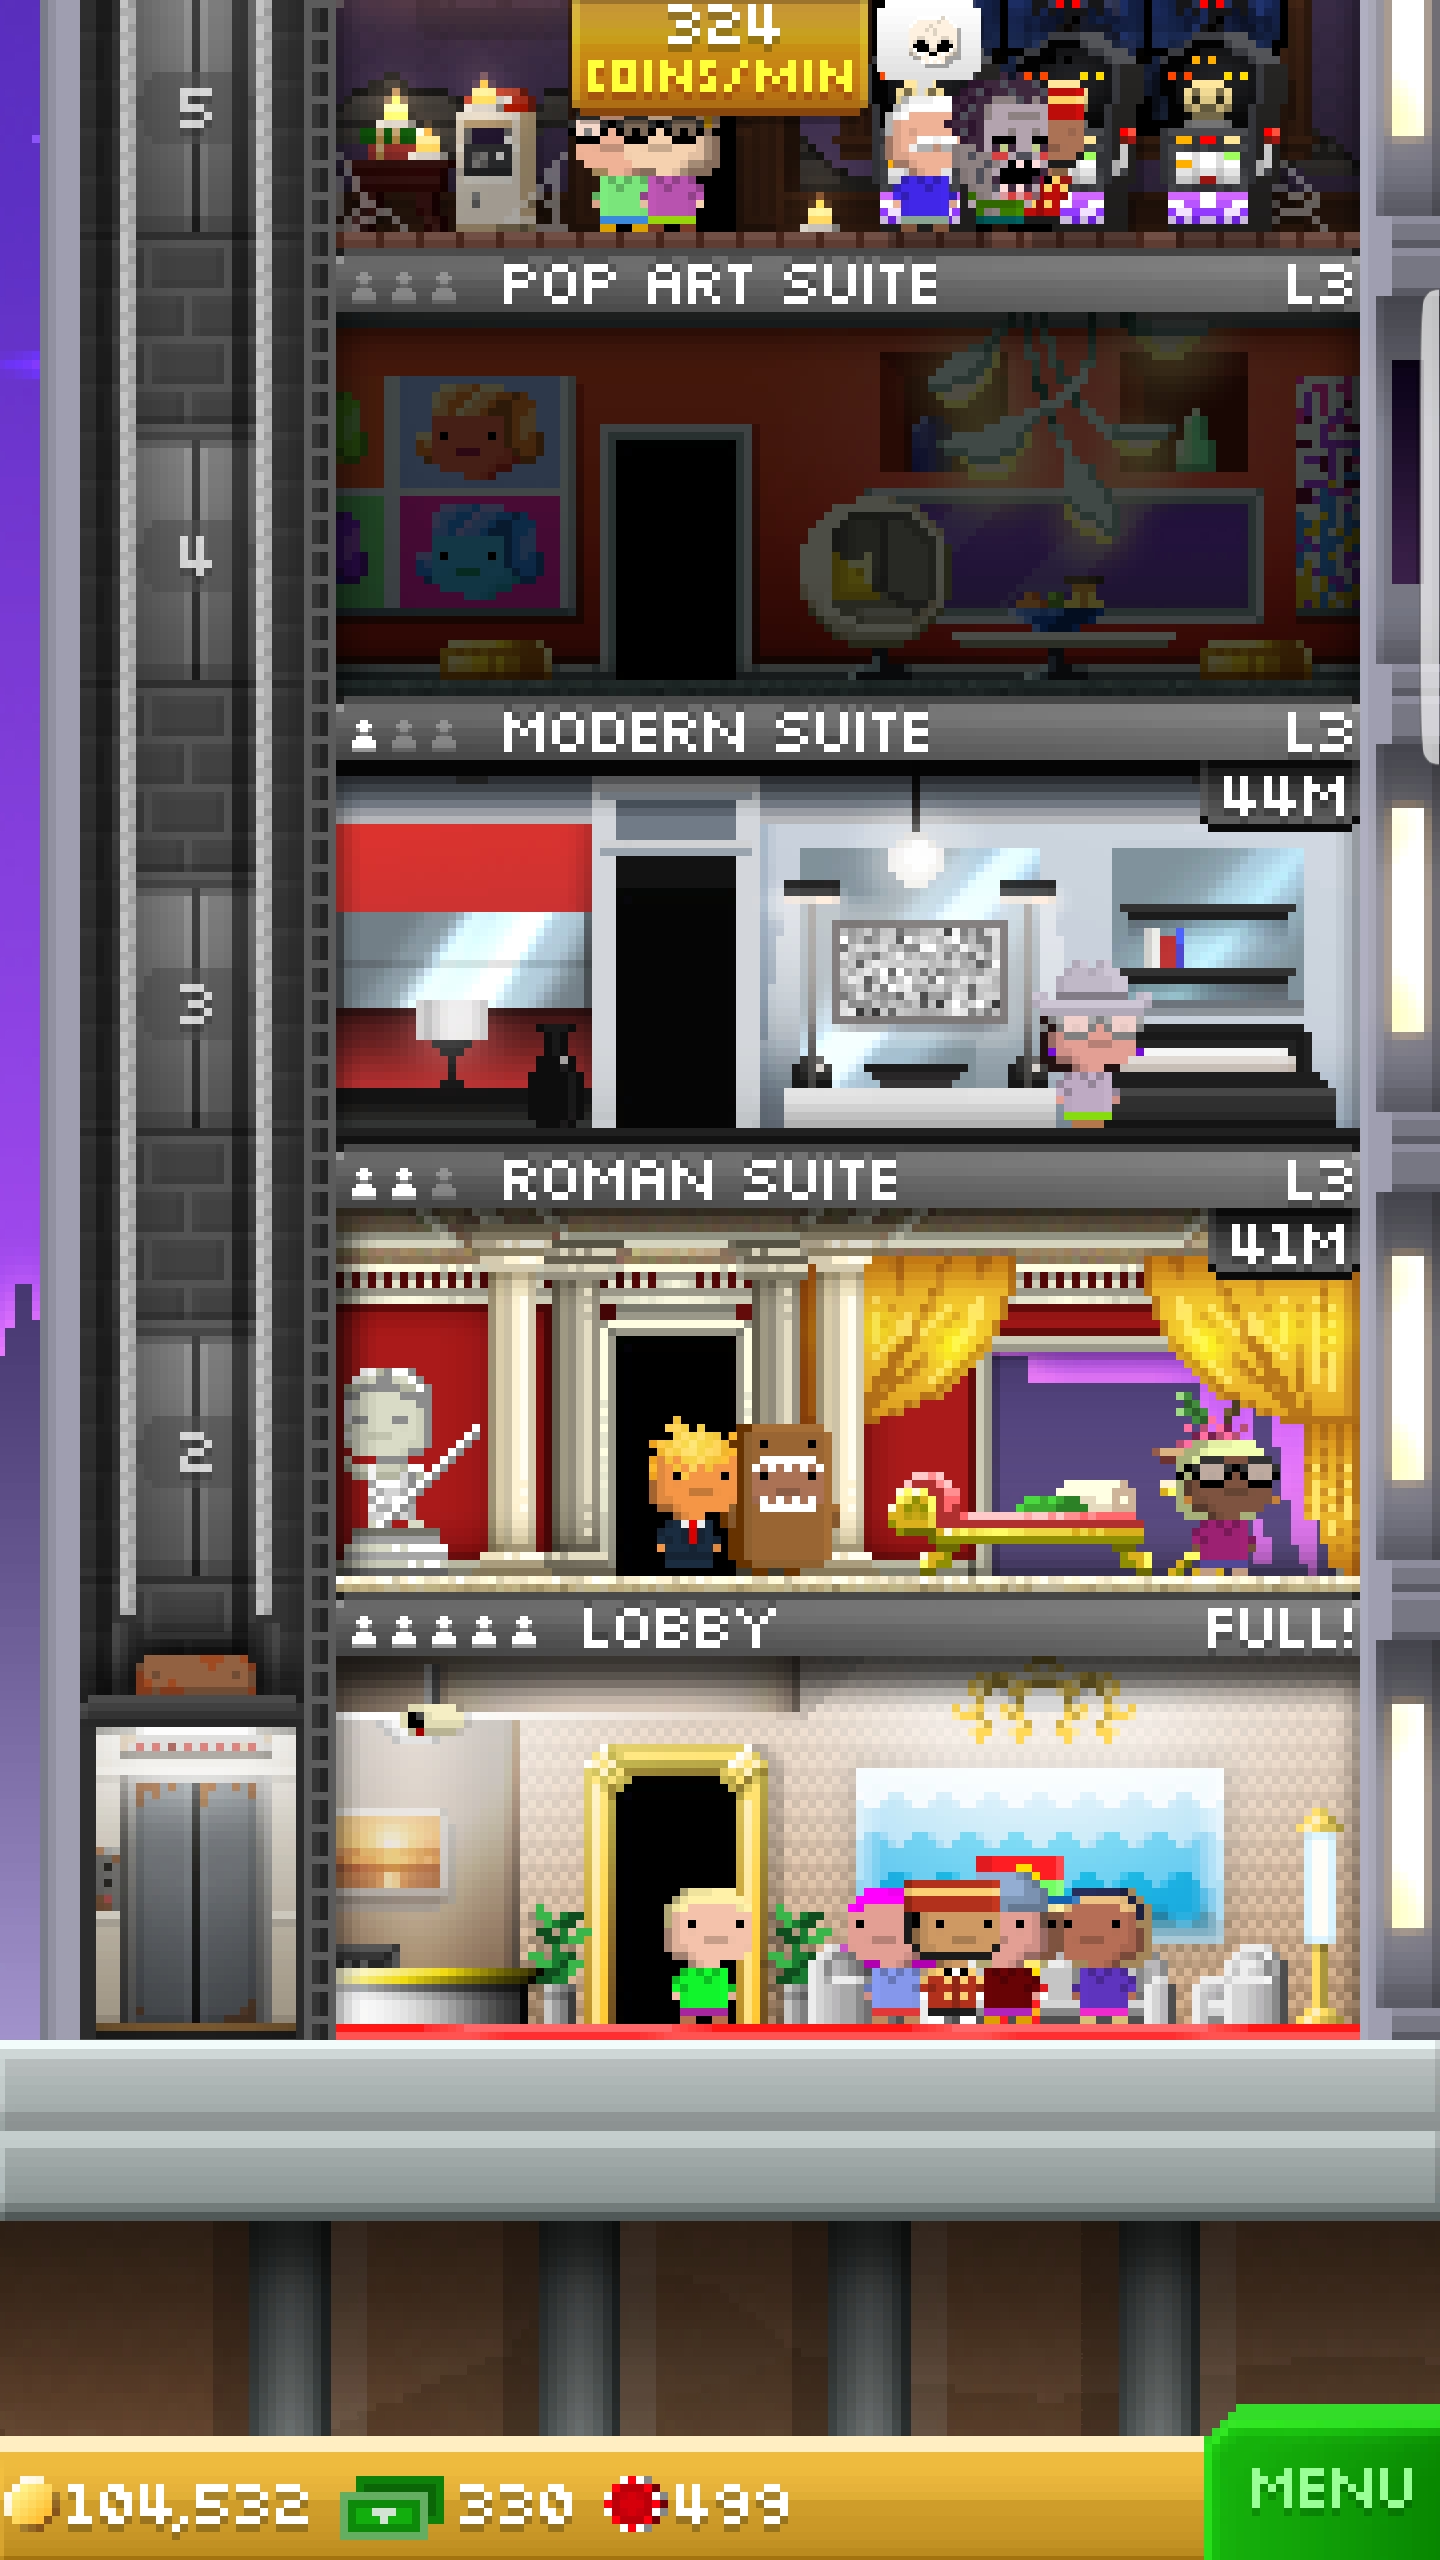 324
COINS/MIN
5
POP ART SUITE L3
4
MODERN SUITE L3
44M
3
ROMAN SUITE L3
41M
2
LOBBY FULL!
104,532 330 499
MENU